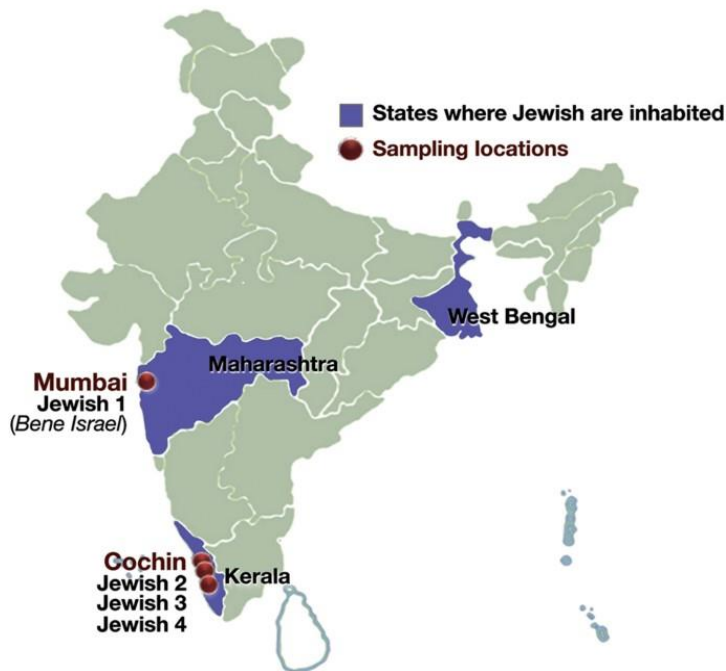 States where Jewish are inhabited
Sampling locations
West Bengal
Maharashtra
Mumbai
Jewish 1
(Bene Israel)
Cochin
Kerala
Jewish 2
Jewish 3
Jewish 4